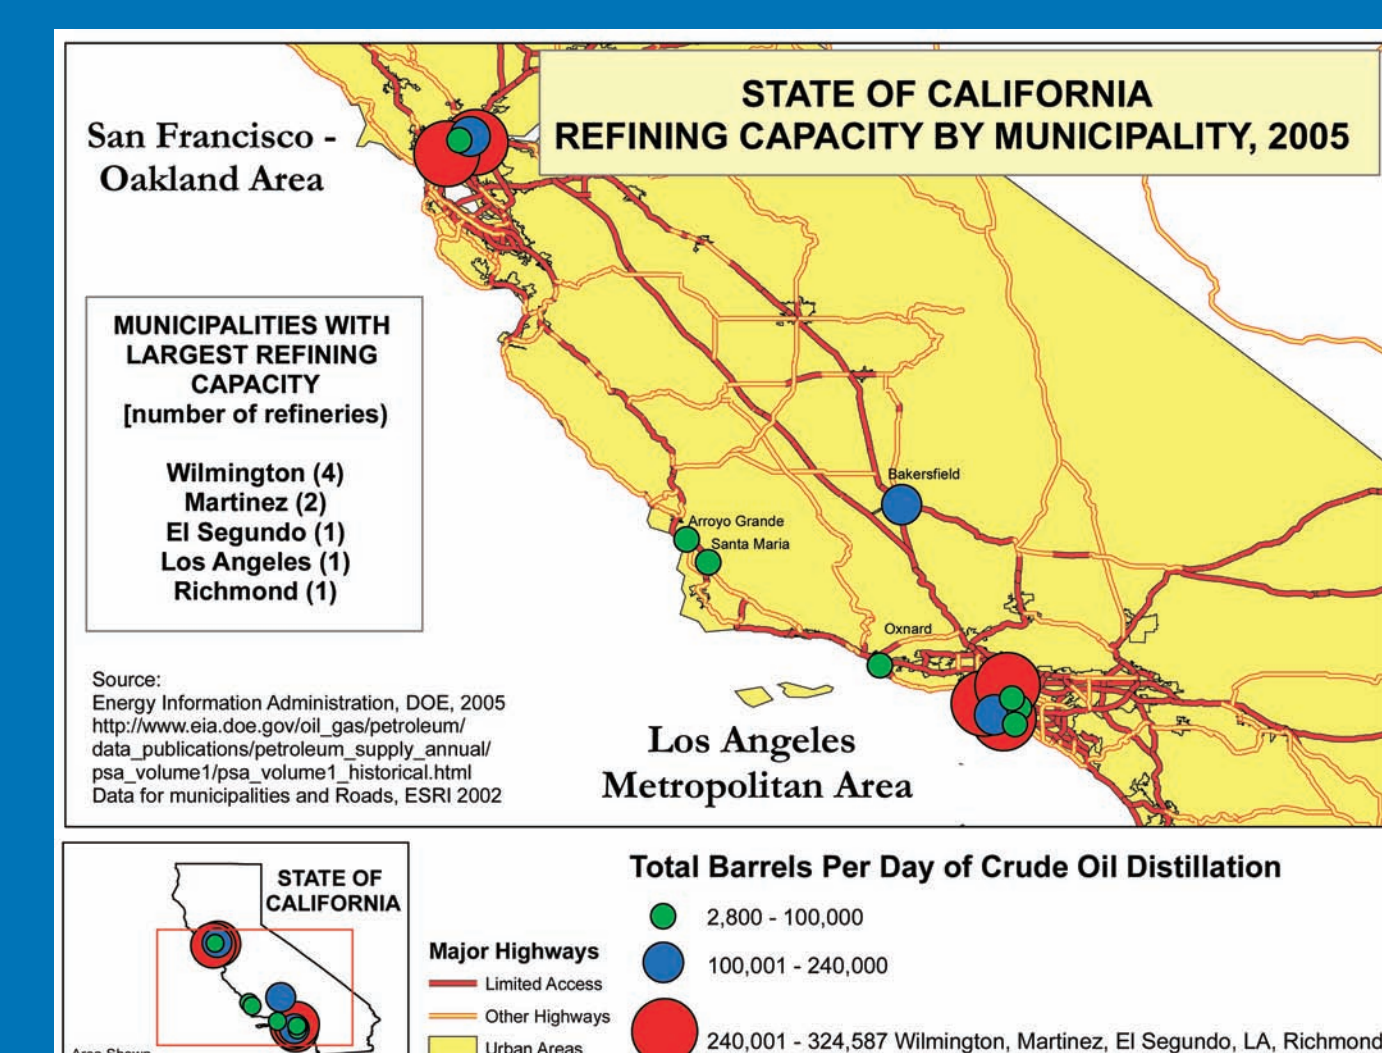 STATE OF CALIFORNIA
REFINING CAPACITY BY MUNICIPALITY, 2005
San Francisco -
Oakland Area
MUNICIPALITIES WITH
LARGEST REFINING
CAPACITY
[number of refineries)
Wilmington (4)
Martinez (2)
El Segundo (1)
Los Angeles (1)
Richmond (1)
Bakersfield
Arroyo Grande
Santa Maria
Oxnard
Source:
Energy Information Administration, DOE, 2005
http://www.eia.doe.gov/oil_gas/petroleum/
data_publications/petroleum_supply_annual/
psa_volume1/psa_volume1_historical.html
Data for municipalities and Roads, ESRI 2002
Los Angeles
Metropolitan Area
STATE OF
CALIFORNIA
Area Shown
Major Highways
Limited Access
Other Highways
Urban Areas
Total Barrels Per Day of Crude Oil Distillation
2,800 - 100,000
100,001 - 240,000
240,001 - 324,587 Wilmington, Martinez, El Segundo, LA, Richmond